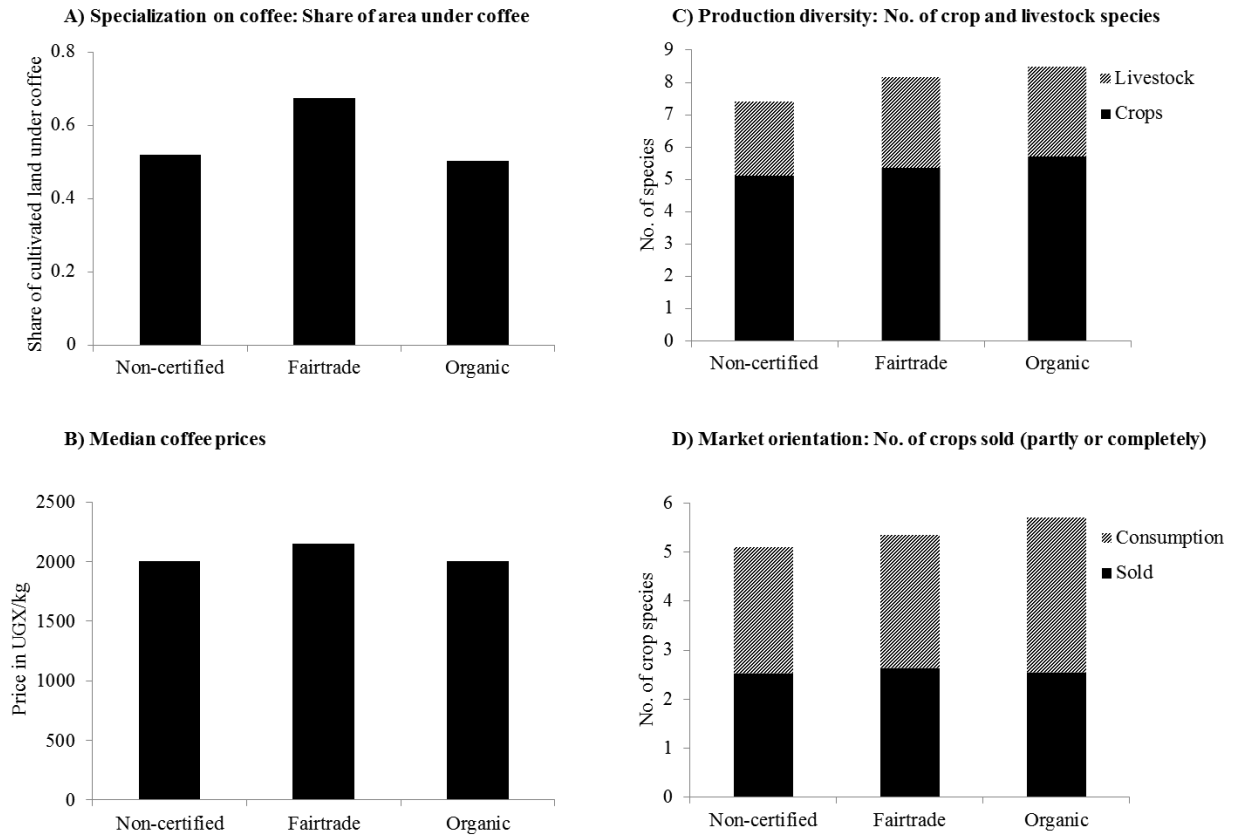 A) Specialization on coffee: Share of area under coffee
Share of cultivated land under coffee
0.8
0.6
0.4
0.2
0
Non-certified Fairtrade Organic
B) Median coffee prices
Price in UGX/kg
2500
2000
1500
1000
500
0
Non-certified Fairtrade Organic
C) Production diversity: No. of crop and livestock species
No. of species
9
8
7
6
5
4
3
2
1
0
Livestock
Crops
Non-certified Fairtrade Organic
D) Market orientation: No. of crops sold (partly or completely)
No. of crop species
6
5
4
3
2
1
0
Consumption
Sold
Non-certified Fairtrade Organic